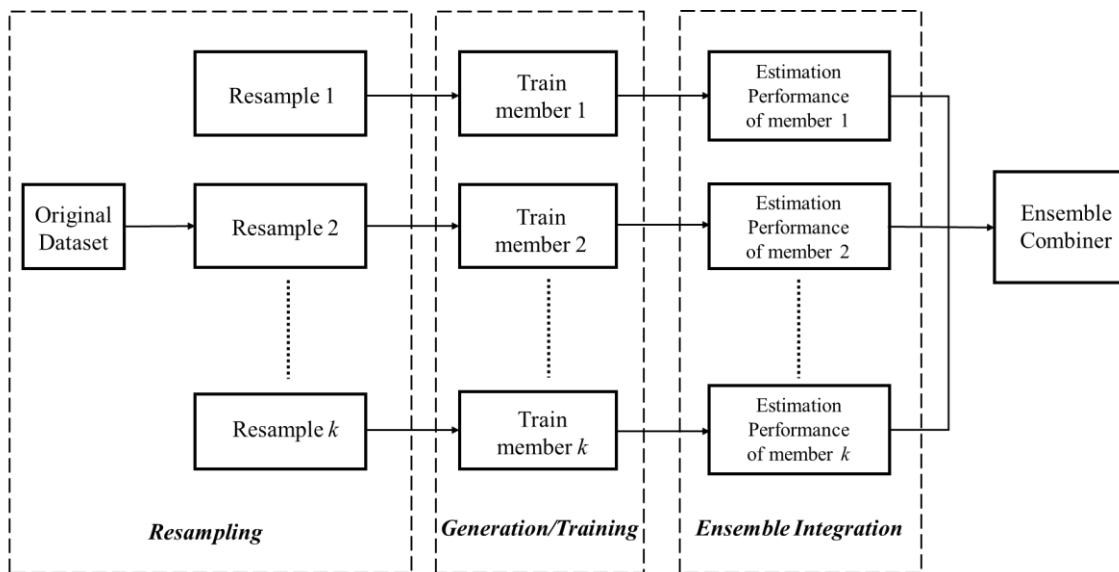 Resample 1
Train
member 1
Estimation
Performance
of member 1
Original
Dataset
Resample 2
Train
member 2
Estimation
Performance
of member 2
Ensemble
Combiner
Resample k
Train
member k
Estimation
Performance
of member k
Resampling
Generation/Training
Ensemble Integration